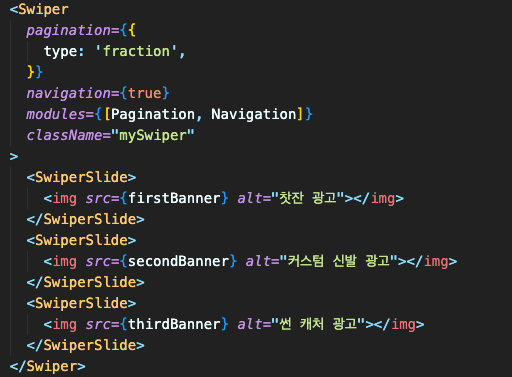 <Swiper
pagination={{
type: 'fraction',
}}
navigation={true}
modules={[Pagination, Navigation]}
className="mySwiper"
>
<SwiperSlide>
<img src={firstBanner} alt="찻잔 광고"></img>
</SwiperSlide>
<SwiperSlide>
<img src={secondBanner} alt="커스텀 신발 광고"></img>
</SwiperSlide>
<SwiperSlide>
<img src={thirdBanner} alt="썬 캐처 광고"></img>
</SwiperSlide>
</Swiper>